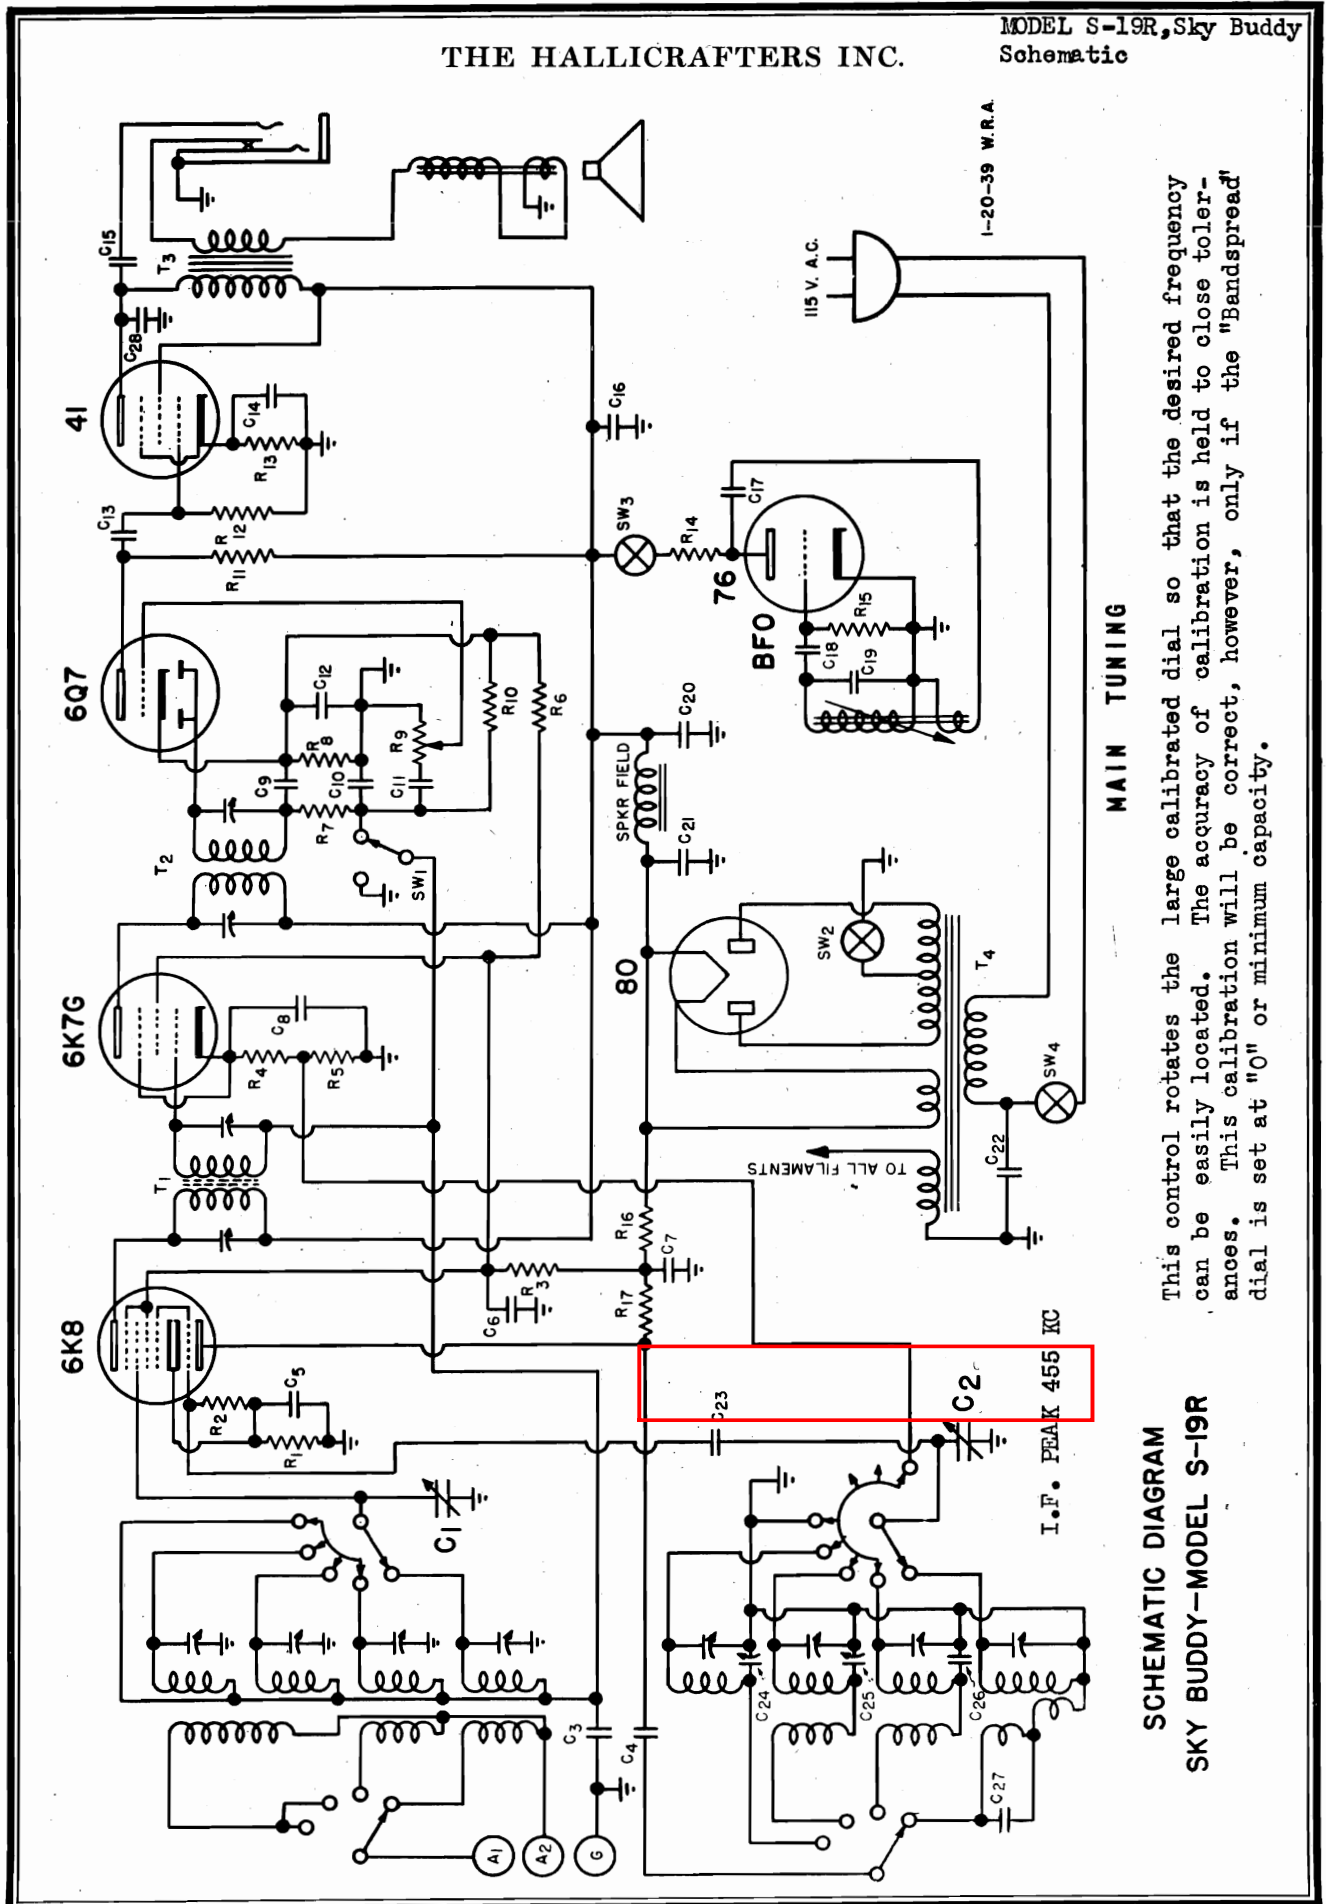 MODEL S-19R, Sky Buddy
Schematic
THE HALLICRAFTERS INC.
1-20-39 W.R.A.
C15
T3
C28
41
C14
R13
C13
R12
R11
C16
SW3
R14
C17
76
BFO
R15
C18
C19
115 V. A.C.
6Q7
C12
R8
R9
R10
R6
C9
C10
C11
R7
T2
SW1
SPKR FIELD
C20
C21
80
SW2
T4
SW4
C22
TO ALL FILAMENTS
6K7G
C8
R4
R5
T1
R16
C7
R3
R17
C6
6K8
C5
R2
R1
C23
C2
C1
C24
C25
C26
C27
C3
C4
A1
A2
G
I.F. PEAK 455 KC
SCHEMATIC DIAGRAM
SKY BUDDY-MODEL S-19R
MAIN TUNING
This control rotates the large calibrated dial so that the desired frequency
can be easily located. The accuracy of calibration is held to close toler-
ances. This calibration will be correct, however, only if the "Bandspread"
dial is set at "O" or minimum capacity.